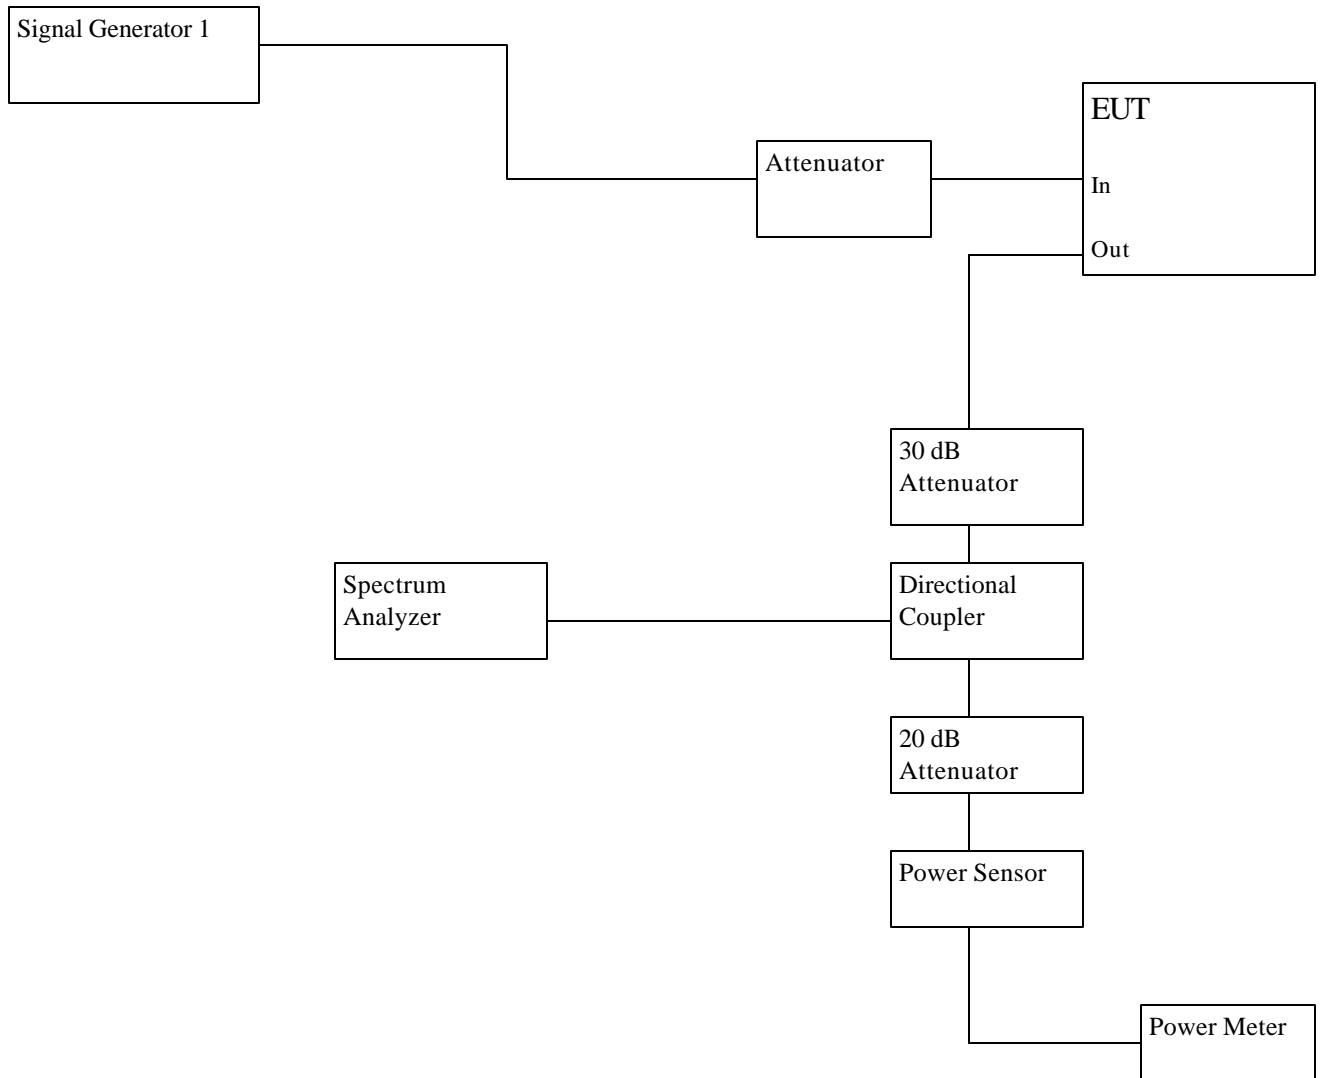 Signal Generator 1
EUT
Attenuator
In
Out
30 dB
Attenuator
Spectrum
Analyzer
Directional
Coupler
20 dB
Attenuator
Power Sensor
Power Meter